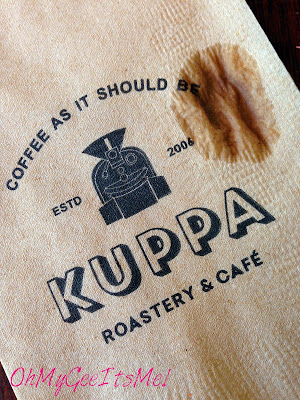 COFFEE AS IT SHOULD BE
ESTD 2006
KUPPA
ROASTERY & CAFÉ
OhMyGeeItsMe!